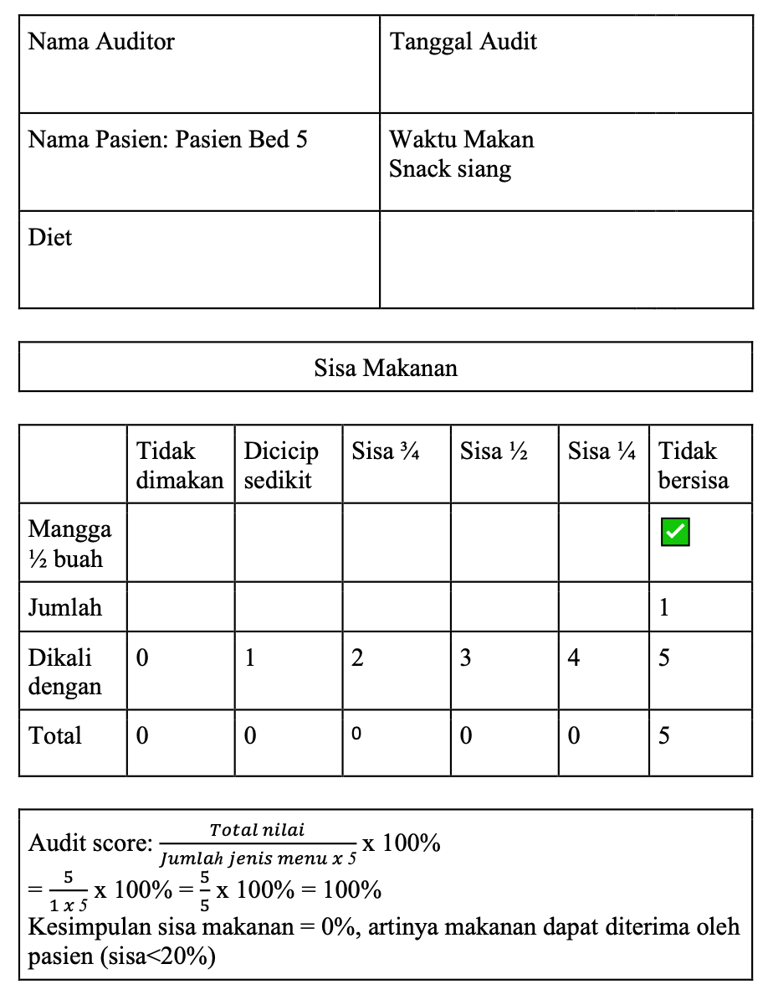 Nama Auditor
Tanggal Audit
Nama Pasien: Pasien Bed 5
Waktu Makan
Snack siang
Diet
Sisa Makanan
Tidak dimakan
Dicicip sedikit
Sisa ¾
Sisa ½
Sisa ¼
Tidak bersisa
Mangga ½ buah
✅
Jumlah 1
Dikali dengan 0 1 2 3 4 5
Total 0 0 0 0 0 5
Audit score: Total nilai / Jumlah jenis menu x 5 x 100%
= 5 / 1 x 5 x 100% = 5/5 x 100% = 100%
Kesimpulan sisa makanan = 0%, artinya makanan dapat diterima oleh
pasien (sisa<20%)